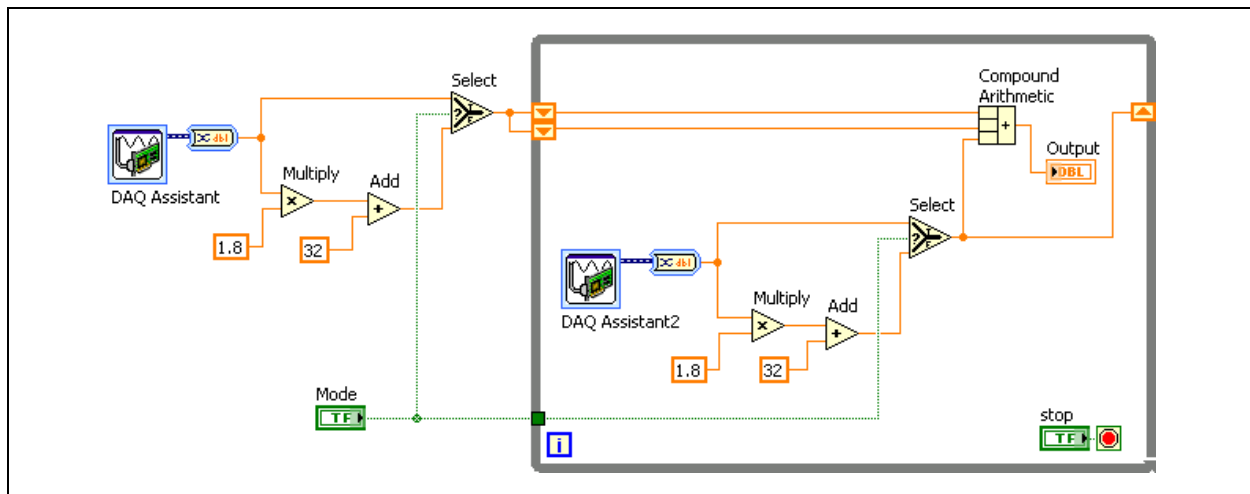 Select
dbl
DAQ Assistant
Multiply
×
1.8
Add
+
32
?
F
Mode
TF
Compound
Arithmetic
+
Output
DBL
Select
?
F
dbl
DAQ Assistant2
Multiply
×
1.8
Add
+
32
i
stop
TF